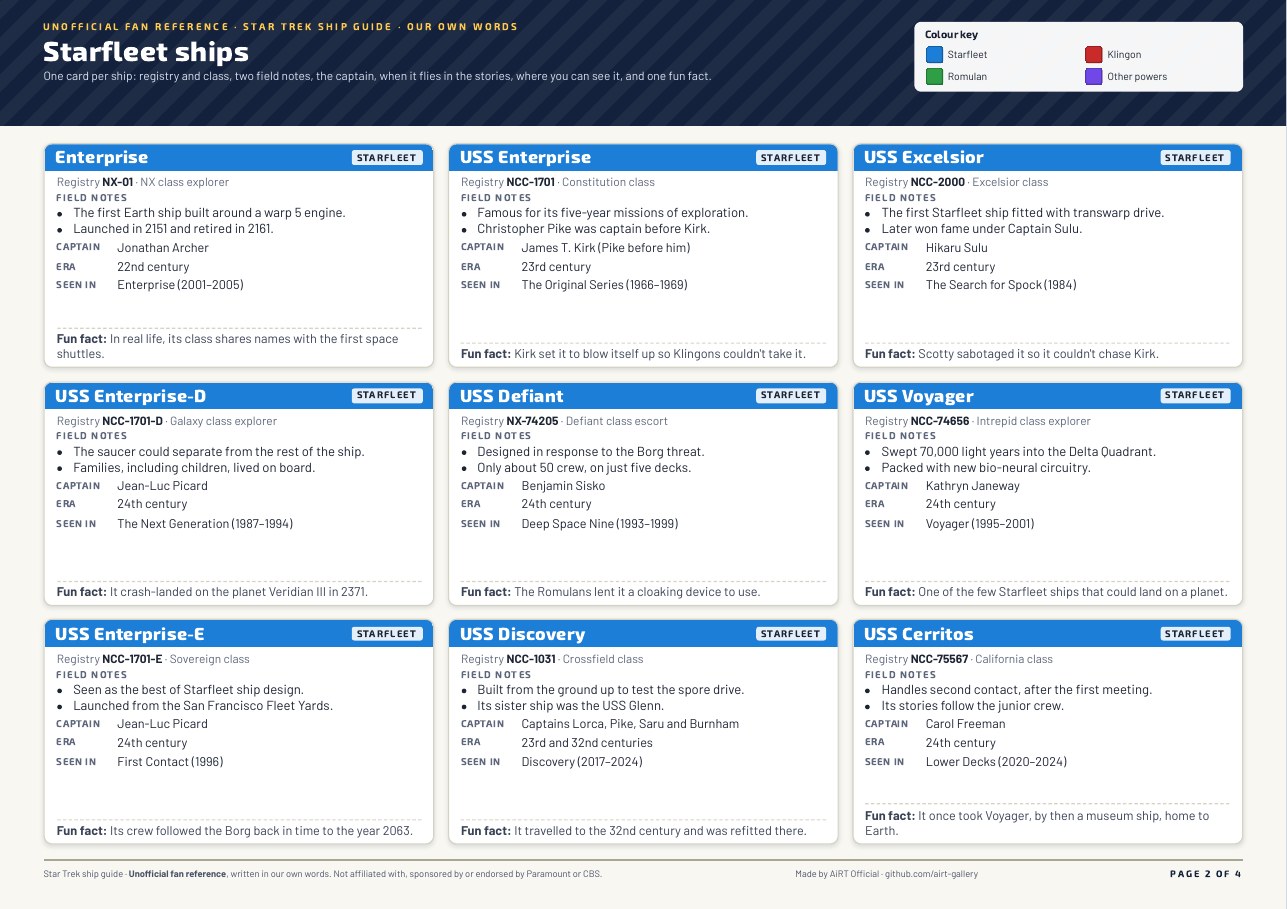 UNOFFICIAL FAN REFERENCE · STAR TREK SHIP GUIDE · OUR OWN WORDS
Starfleet ships
One card per ship: registry and class, two field notes, the captain, when it flies in the stories, where you can see it, and one fun fact.
Colour key
Starfleet
Klingon
Romulan
Other powers
Enterprise
STARFLEET
Registry NX-01 · NX class explorer
FIELD NOTES
• The first Earth ship built around a warp 5 engine.
• Launched in 2151 and retired in 2161.
CAPTAIN Jonathan Archer
ERA 22nd century
SEEN IN Enterprise (2001–2005)
Fun fact: In real life, its class shares names with the first space
shuttles.
USS Enterprise
STARFLEET
Registry NCC-1701 · Constitution class
FIELD NOTES
• Famous for its five-year missions of exploration.
• Christopher Pike was captain before Kirk.
CAPTAIN James T. Kirk (Pike before him)
ERA 23rd century
SEEN IN The Original Series (1966–1969)
Fun fact: Kirk set it to blow itself up so Klingons couldn't take it.
USS Excelsior
STARFLEET
Registry NCC-2000 · Excelsior class
FIELD NOTES
• The first Starfleet ship fitted with transwarp drive.
• Later won fame under Captain Sulu.
CAPTAIN Hikaru Sulu
ERA 23rd century
SEEN IN The Search for Spock (1984)
Fun fact: Scotty sabotaged it so it couldn't chase Kirk.
USS Enterprise-D
STARFLEET
Registry NCC-1701-D · Galaxy class explorer
FIELD NOTES
• The saucer could separate from the rest of the ship.
• Families, including children, lived on board.
CAPTAIN Jean-Luc Picard
ERA 24th century
SEEN IN The Next Generation (1987–1994)
Fun fact: It crash-landed on the planet Veridian III in 2371.
USS Defiant
STARFLEET
Registry NX-74205 · Defiant class escort
FIELD NOTES
• Designed in response to the Borg threat.
• Only about 50 crew, on just five decks.
CAPTAIN Benjamin Sisko
ERA 24th century
SEEN IN Deep Space Nine (1993–1999)
Fun fact: The Romulans lent it a cloaking device to use.
USS Voyager
STARFLEET
Registry NCC-74656 · Intrepid class explorer
FIELD NOTES
• Swept 70,000 light years into the Delta Quadrant.
• Packed with new bio-neural circuitry.
CAPTAIN Kathryn Janeway
ERA 24th century
SEEN IN Voyager (1995–2001)
Fun fact: One of the few Starfleet ships that could land on a planet.
USS Enterprise-E
STARFLEET
Registry NCC-1701-E · Sovereign class
FIELD NOTES
• Seen as the best of Starfleet ship design.
• Launched from the San Francisco Fleet Yards.
CAPTAIN Jean-Luc Picard
ERA 24th century
SEEN IN First Contact (1996)
Fun fact: Its crew followed the Borg back in time to the year 2063.
USS Discovery
STARFLEET
Registry NCC-1031 · Crossfield class
FIELD NOTES
• Built from the ground up to test the spore drive.
• Its sister ship was the USS Glenn.
CAPTAIN Captains Lorca, Pike, Saru and Burnham
ERA 23rd and 32nd centuries
SEEN IN Discovery (2017–2024)
Fun fact: It travelled to the 32nd century and was refitted there.
USS Cerritos
STARFLEET
Registry NCC-75567 · California class
FIELD NOTES
• Handles second contact, after the first meeting.
• Its stories follow the junior crew.
CAPTAIN Carol Freeman
ERA 24th century
SEEN IN Lower Decks (2020–2024)
Fun fact: It once took Voyager, by then a museum ship, home to
Earth.
Star Trek ship guide · Unofficial fan reference, written in our own words. Not affiliated with, sponsored by or endorsed by Paramount or CBS.
Made by AiRT Official · github.com/airt-gallery
PAGE 2 OF 4